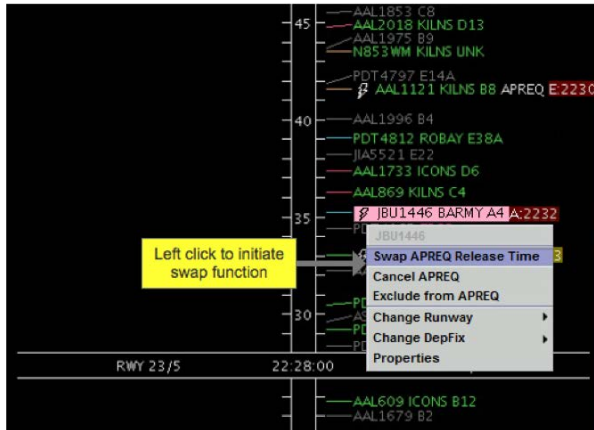 AAL1853 C8
45
AAL2018 KILNS D13
AAL1975 B9
N853WM KILNS UNK
PDT4797 E14A
AAL1121 KILNS B8 APREQ E:2230
40
AAL1996 B4
PDT4812 ROBAY E38A
JIA5521 E22
AAL1733 ICONS D6
AAL869 KILNS C4
35
JBU1446 BARMY A4 A:2232
JBU1446
Left click to initiate
swap function
Swap APREQ Release Time
3
Cancel APREQ
Exclude from APREQ
30
Change Runway
Change DepFix
Properties
RWY 23/5
22:28:00
AAL609 ICONS B12
AAL1679 B2